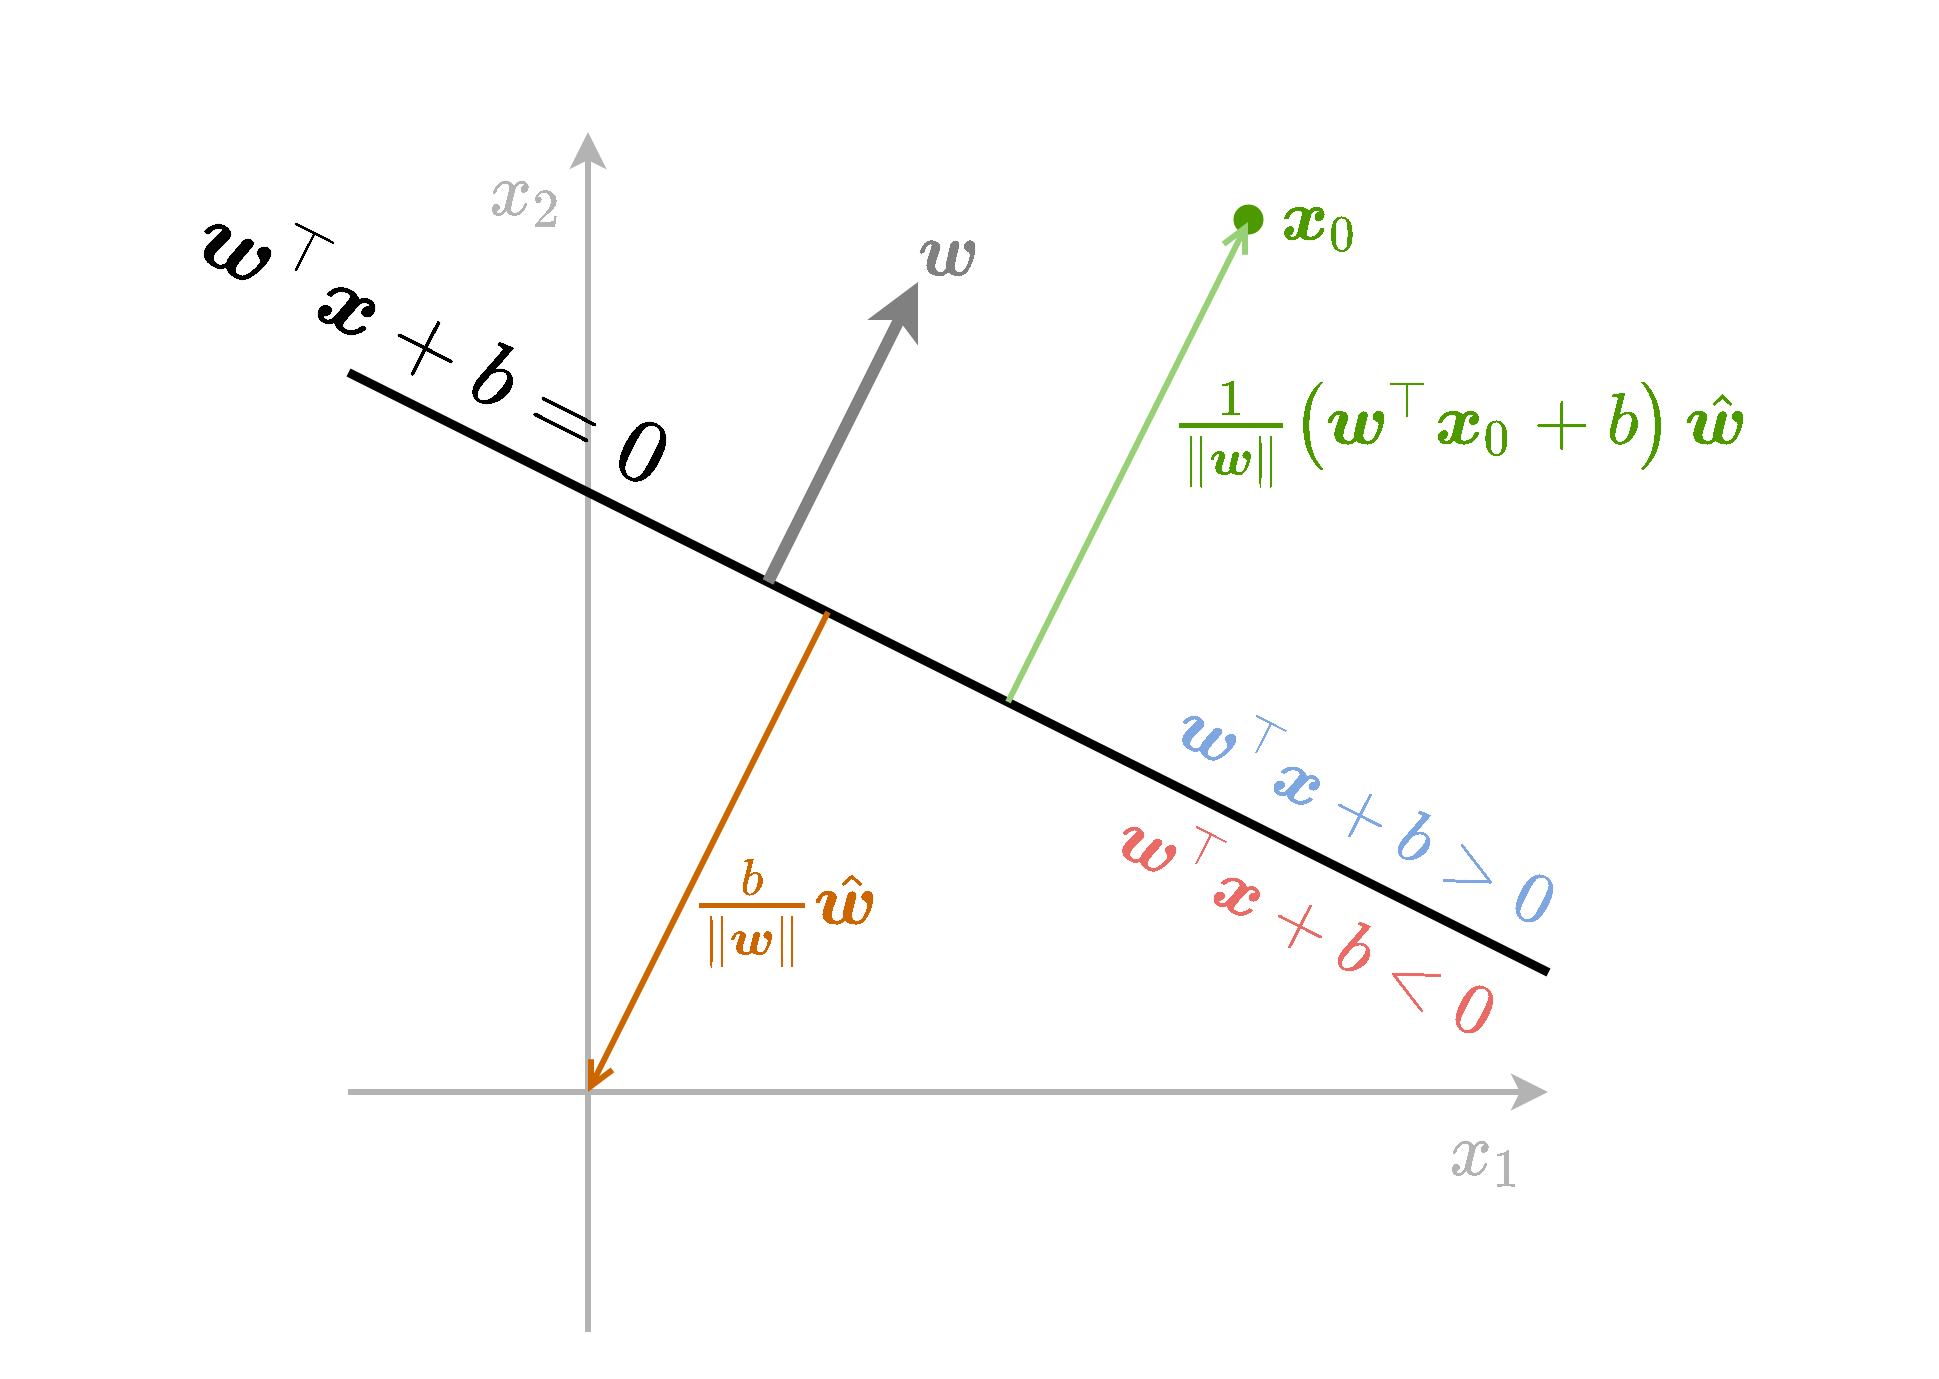 x₂
w⊤x + b = 0
w
x₀
1/‖w‖ (w⊤x₀ + b) ŵ
w⊤x + b > 0
w⊤x + b < 0
b/‖w‖ ŵ
x₁